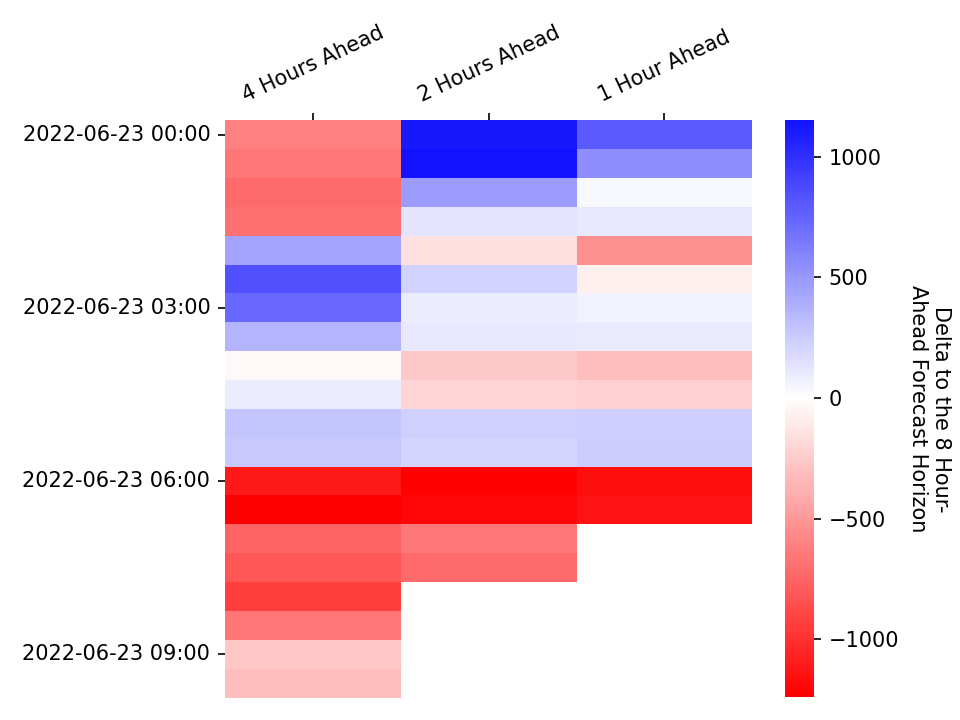 4 Hours Ahead
2 Hours Ahead
1 Hour Ahead
2022-06-23 00:00
2022-06-23 03:00
2022-06-23 06:00
2022-06-23 09:00
1000
500
0
−500
−1000
Delta to the 8 Hour-
Ahead Forecast Horizon